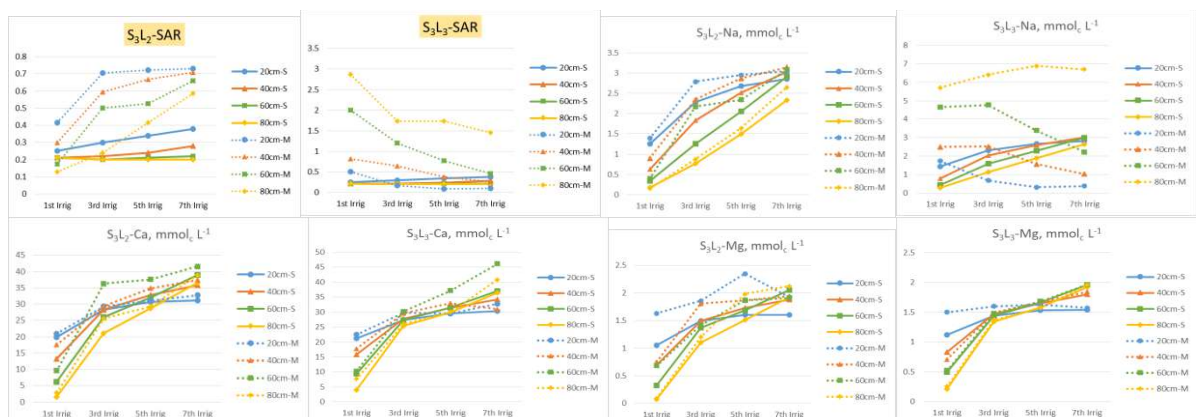 S₃L₂-SAR
0.8
0.7
0.6
0.5
0.4
0.3
0.2
0.1
0
1st Irrig 3rd Irrig 5th Irrig 7th Irrig
20cm-S
40cm-S
60cm-S
80cm-S
20cm-M
40cm-M
60cm-M
80cm-M
S₃L₃-SAR
3.5
3
2.5
2
1.5
1
0.5
0
1st Irrig 3rd Irrig 5th Irrig 7th Irrig
20cm-S
40cm-S
60cm-S
80cm-S
20cm-M
40cm-M
60cm-M
80cm-M
S₃L₂-Na, mmol꜀ L⁻¹
3.5
3
2.5
2
1.5
1
0.5
0
1st Irrig 3rd Irrig 5th Irrig 7th Irrig
20cm-S
40cm-S
60cm-S
80cm-S
20cm-M
40cm-M
60cm-M
80cm-M
S₃L₃-Na, mmol꜀ L⁻¹
8
7
6
5
4
3
2
1
0
1st Irrig 3rd Irrig 5th Irrig 7th Irrig
20cm-S
40cm-S
60cm-S
80cm-S
20cm-M
40cm-M
60cm-M
80cm-M
S₃L₂-Ca, mmol꜀ L⁻¹
45
40
35
30
25
20
15
10
5
0
1st Irrig 3rd Irrig 5th Irrig 7th Irrig
20cm-S
40cm-S
60cm-S
80cm-S
20cm-M
40cm-M
60cm-M
80cm-M
S₃L₃-Ca, mmol꜀ L⁻¹
50
45
40
35
30
25
20
15
10
5
0
1st Irrig 3rd Irrig 5th Irrig 7th Irrig
20cm-S
40cm-S
60cm-S
80cm-S
20cm-M
40cm-M
60cm-M
80cm-M
S₃L₂-Mg, mmol꜀ L⁻¹
2.5
2
1.5
1
0.5
0
1st Irrig 3rd Irrig 5th Irrig 7th Irrig
20cm-S
40cm-S
60cm-S
80cm-S
20cm-M
40cm-M
60cm-M
80cm-M
S₃L₃-Mg, mmol꜀ L⁻¹
2.5
2
1.5
1
0.5
0
1st Irrig 3rd Irrig 5th Irrig 7th Irrig
20cm-S
40cm-S
60cm-S
80cm-S
20cm-M
40cm-M
60cm-M
80cm-M